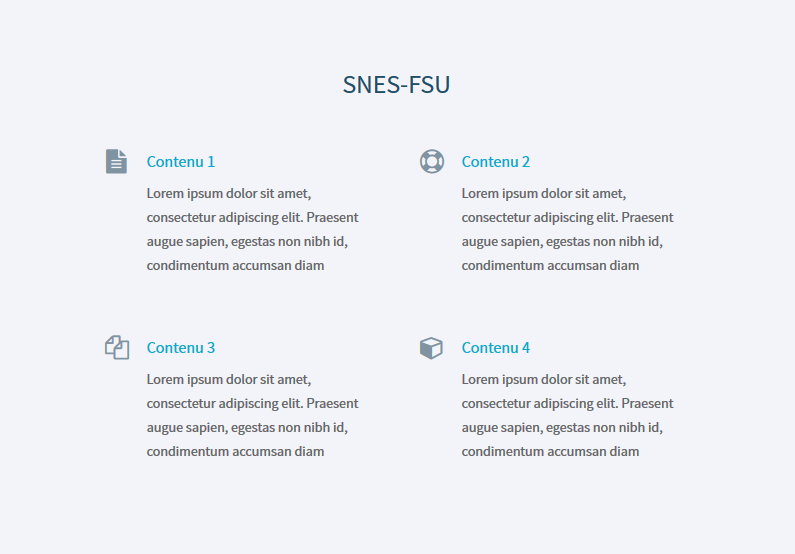 SNES-FSU
Contenu 1
Lorem ipsum dolor sit amet,
consectetur adipiscing elit. Praesent
augue sapien, egestas non nibh id,
condimentum accumsan diam
Contenu 2
Lorem ipsum dolor sit amet,
consectetur adipiscing elit. Praesent
augue sapien, egestas non nibh id,
condimentum accumsan diam
Contenu 3
Lorem ipsum dolor sit amet,
consectetur adipiscing elit. Praesent
augue sapien, egestas non nibh id,
condimentum accumsan diam
Contenu 4
Lorem ipsum dolor sit amet,
consectetur adipiscing elit. Praesent
augue sapien, egestas non nibh id,
condimentum accumsan diam